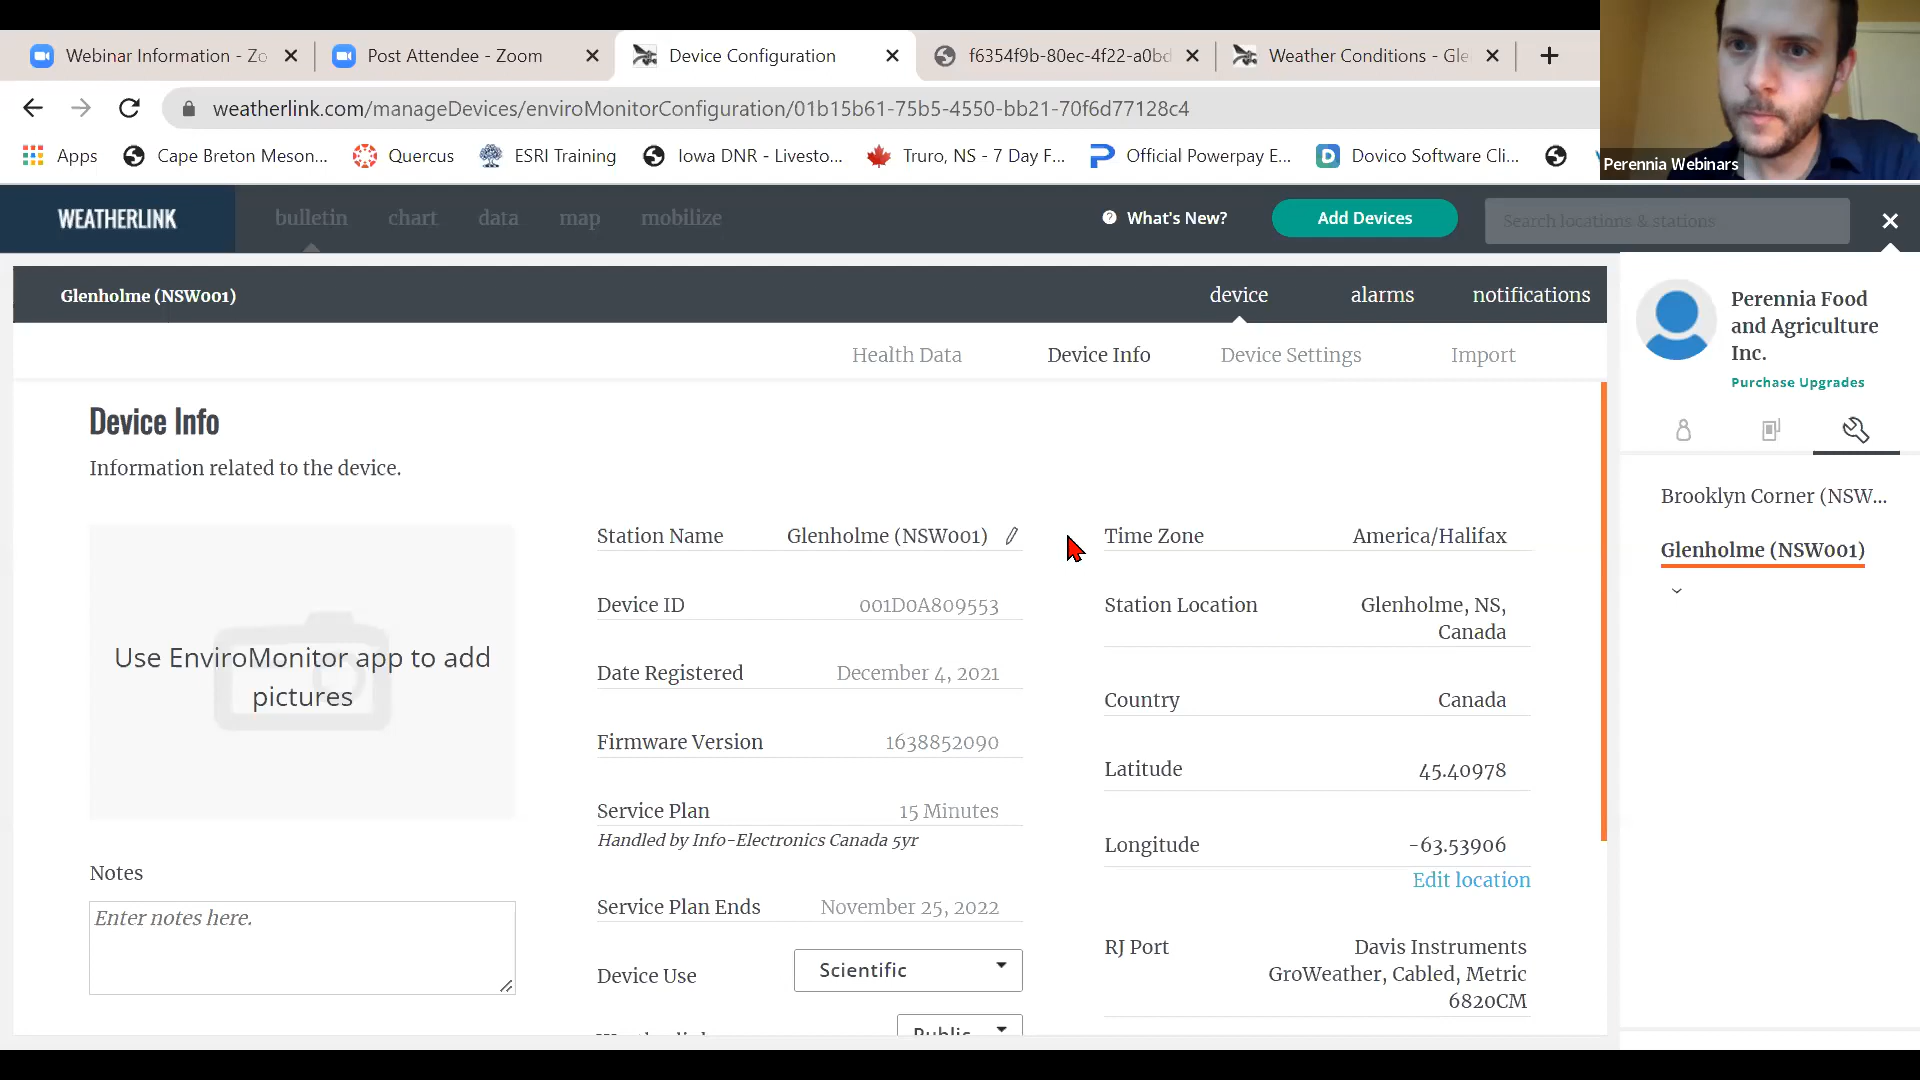 Webinar Information - Zo
Post Attendee - Zoom
Device Configuration
f6354f9b-80ec-4f22-a0bd
Weather Conditions - Gle
weatherlink.com/manageDevices/enviroMonitorConfiguration/01b15b61-75b5-4550-bb21-70f6d77128c4
Apps
Cape Breton Meson...
Quercus
ESRI Training
Iowa DNR - Livesto...
Truro, NS - 7 Day F...
Official Powerpay E...
Dovico Software Cli...
Perennia Webinars
WEATHERLINK
bulletin
chart
data
map
mobilize
What's New?
Add Devices
Search locations & stations
Glenholme (NSW001)
device
alarms
notifications
Health Data
Device Info
Device Settings
Import
Perennia Food
and Agriculture
Inc.
Purchase Upgrades
Brooklyn Corner (NSW...
Glenholme (NSW001)
Device Info
Information related to the device.
Use EnviroMonitor app to add
pictures
Notes
Enter notes here.
Station Name Glenholme (NSW001)
Device ID 001D0A809553
Date Registered December 4, 2021
Firmware Version 1638852090
Service Plan 15 Minutes
Handled by Info-Electronics Canada 5yr
Service Plan Ends November 25, 2022
Device Use Scientific
Public
Time Zone America/Halifax
Station Location Glenholme, NS,
Canada
Country Canada
Latitude 45.40978
Longitude -63.53906
Edit location
RJ Port Davis Instruments
GroWeather, Cabled, Metric
6820CM